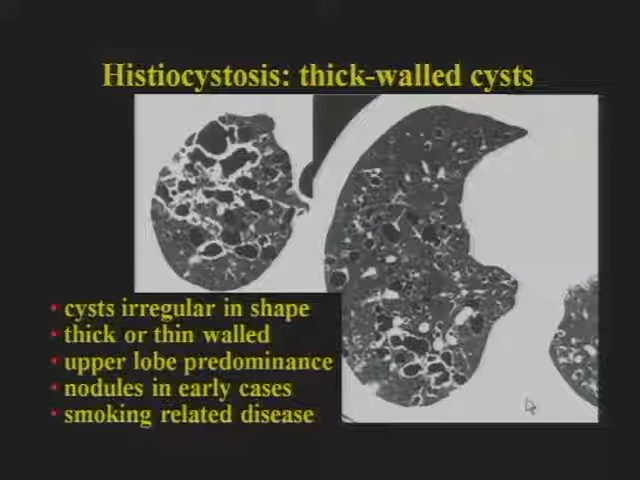 Histiocystosis: thick-walled cysts
• cysts irregular in shape
• thick or thin walled
• upper lobe predominance
• nodules in early cases
• smoking related disease